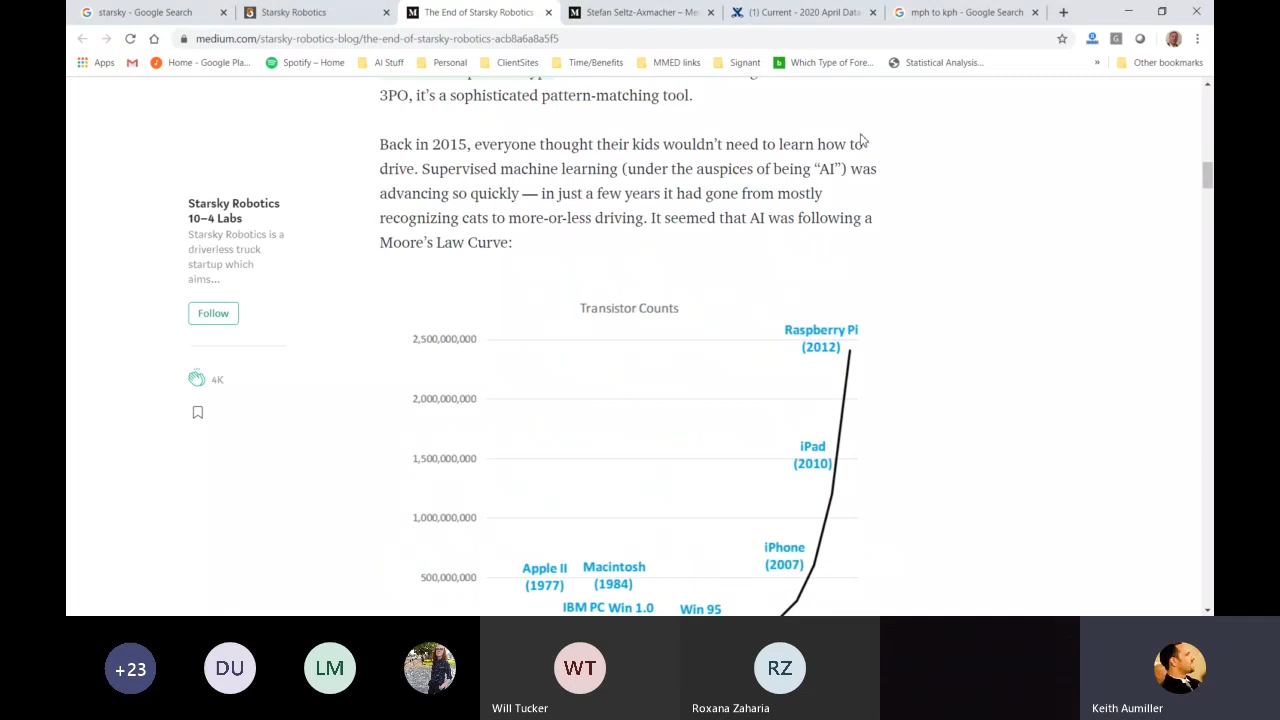 starsky - Google Search
Starsky Robotics
The End of Starsky Robotics
Stefan Seltz-Axmacher – Me
(1) Current - 2020 April Data
mph to kph - Google Search
medium.com/starsky-robotics-blog/the-end-of-starsky-robotics-acb8a6a8a5f5
Apps
Home - Google Pla...
Spotify – Home
AI Stuff
Personal
ClientSites
Time/Benefits
MMED links
Signant
Which Type of Fore...
Statistical Analysis...
»
Other bookmarks
3PO, it's a sophisticated pattern-matching tool.
Back in 2015, everyone thought their kids wouldn't need to learn how to
drive. Supervised machine learning (under the auspices of being “AI”) was
advancing so quickly — in just a few years it had gone from mostly
recognizing cats to more-or-less driving. It seemed that AI was following a
Moore's Law Curve:
Starsky Robotics
10–4 Labs
Starsky Robotics is a
driverless truck
startup which
aims...
Follow
4K
Transistor Counts
2,500,000,000
2,000,000,000
1,500,000,000
1,000,000,000
500,000,000
Raspberry Pi
(2012)
iPad
(2010)
iPhone
(2007)
Apple II
(1977)
Macintosh
(1984)
IBM PC Win 1.0
Win 95
+23
DU
LM
WT
Will Tucker
RZ
Roxana Zaharia
Keith Aumiller